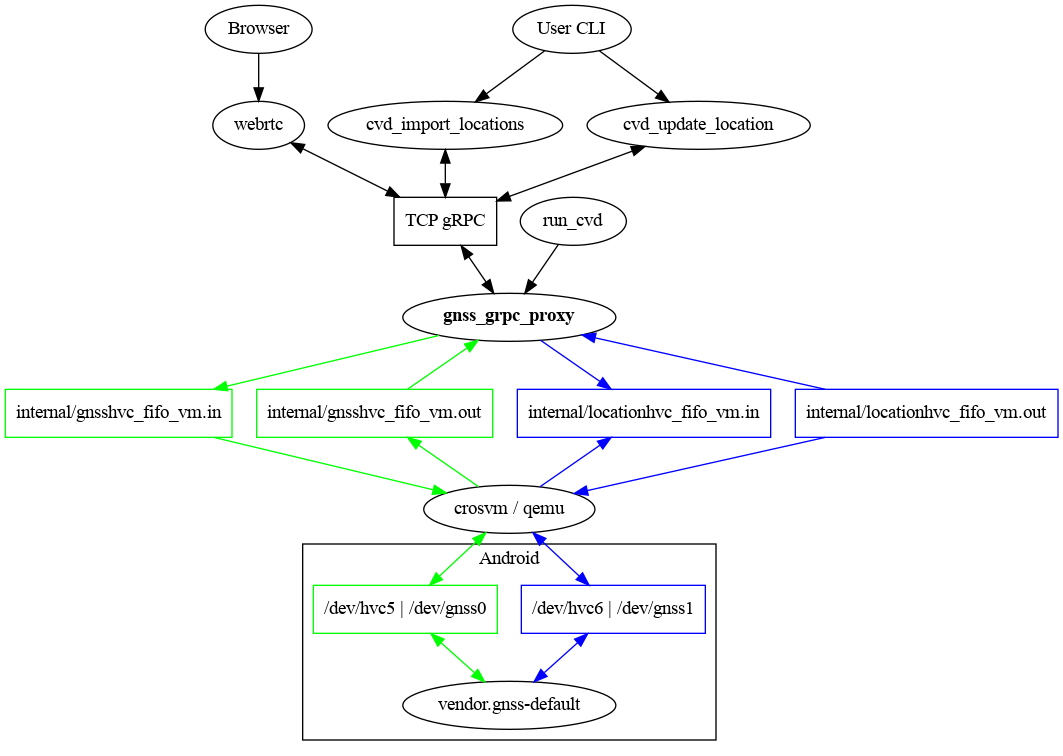 Browser
User CLI
webrtc
cvd_import_locations
cvd_update_location
TCP gRPC
run_cvd
gnss_grpc_proxy
internal/gnsshvc_fifo_vm.in
internal/gnsshvc_fifo_vm.out
internal/locationhvc_fifo_vm.in
internal/locationhvc_fifo_vm.out
crosvm / qemu
Android
/dev/hvc5 | /dev/gnss0
/dev/hvc6 | /dev/gnss1
vendor.gnss-default